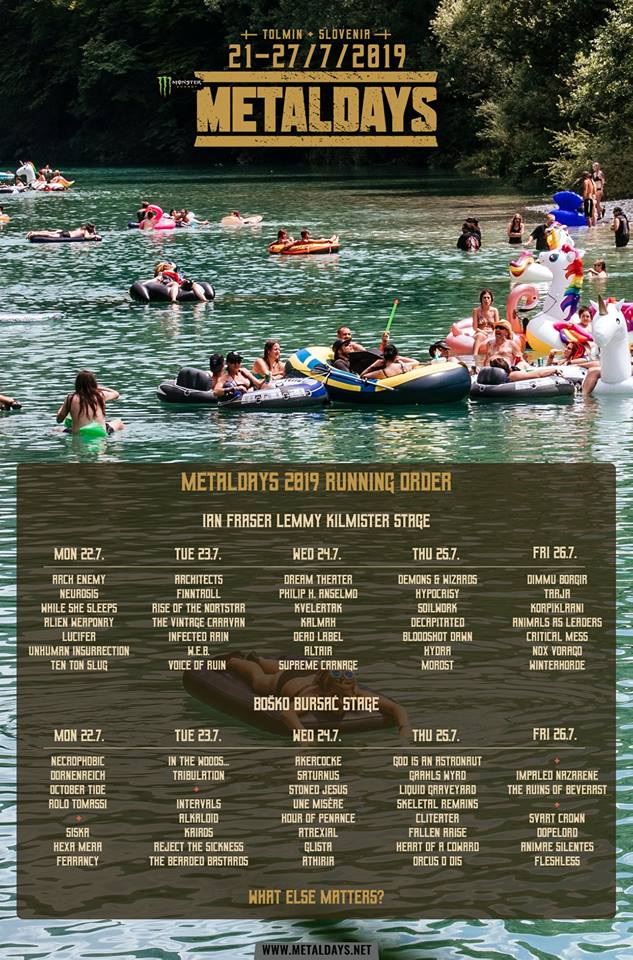 TOLMIN + SLOVENIA
21-27/7/2019
MONSTER ENERGY
METALDAYS
METALDAYS 2019 RUNNING ORDER
IAN FRASER LEMMY KILMISTER STAGE
MON 22.7. TUE 23.7. WED 24.7. THU 25.7. FRI 26.7.
ARCH ENEMY ARCHITECTS DREAM THEATER DEMONS & WIZARDS DIMMU BORGIR
NEUROSIS FINNTROLL PHILIP H. ANSELMO HYPOCRISY TARJA
WHILE SHE SLEEPS RISE OF THE NORTSTAR KVELERTAK SOILWORK KORPIKLAANI
ALIEN WEAPONRY THE VINTAGE CARAVAN KALMAH DECAPITATED ANIMALS AS LEADERS
LUCIFER INFECTED RAIN DEAD LABEL BLOODSHOT DAWN CRITICAL MESS
UNHUMAN INSURRECTION W.E.B. ALTAIR HYDRA NOX VORAGO
TEN TON SLUG VOICE OF RUIN SUPREME CARNAGE MOROST WINTERHORDE
BOŠKO BURSAĆ STAGE
MON 22.7. TUE 23.7. WED 24.7. THU 25.7. FRI 26.7.
NECROPHOBIC IN THE WOODS... AKERCOCKE GOD IS AN ASTRONAUT +
DORNENREICH TRIBULATION SATURNUS GRAHLS WYRD IMPALED NAZARENE
OCTOBER TIDE + STONED JESUS LIQUID GRAVEYARD THE RUINS OF BEVERAST
ROLO TOMASSI INTERVALS UNE MISÈRE SKELETAL REMAINS +
+ ALKALOID HOUR OF PENANCE CLITEATER SVART CROWN
SISKA KAIROS ATREXIAL FALLEN ARISE DOPELORD
HEXA MERA REJECT THE SICKNESS GLISTA HEART OF A COWARD ANIMAE SILENTES
FERRANCY THE BEARDED BASTARDS ATHIRIA ORCUS O DIS FLESHLESS
WHAT ELSE MATTERS?
WWW.METALDAYS.NET